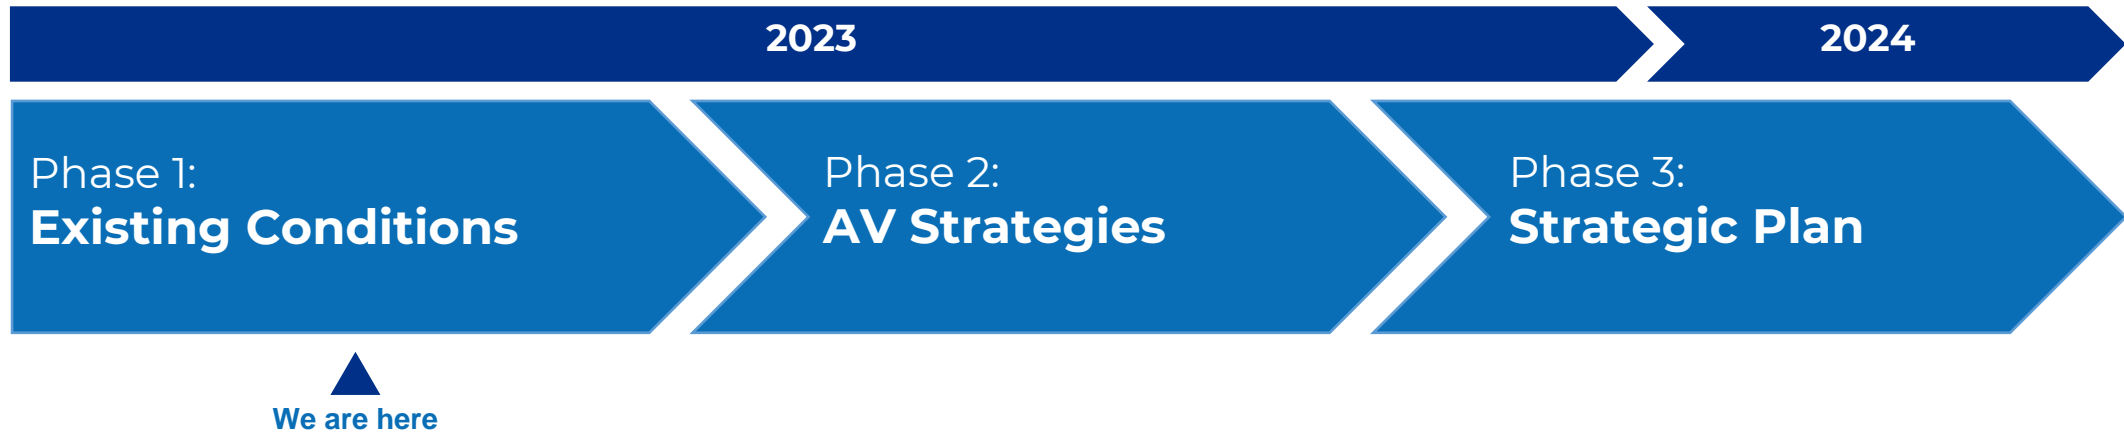 2023
2024
Phase 1:
Existing Conditions
Phase 2:
AV Strategies
Phase 3:
Strategic Plan
We are here